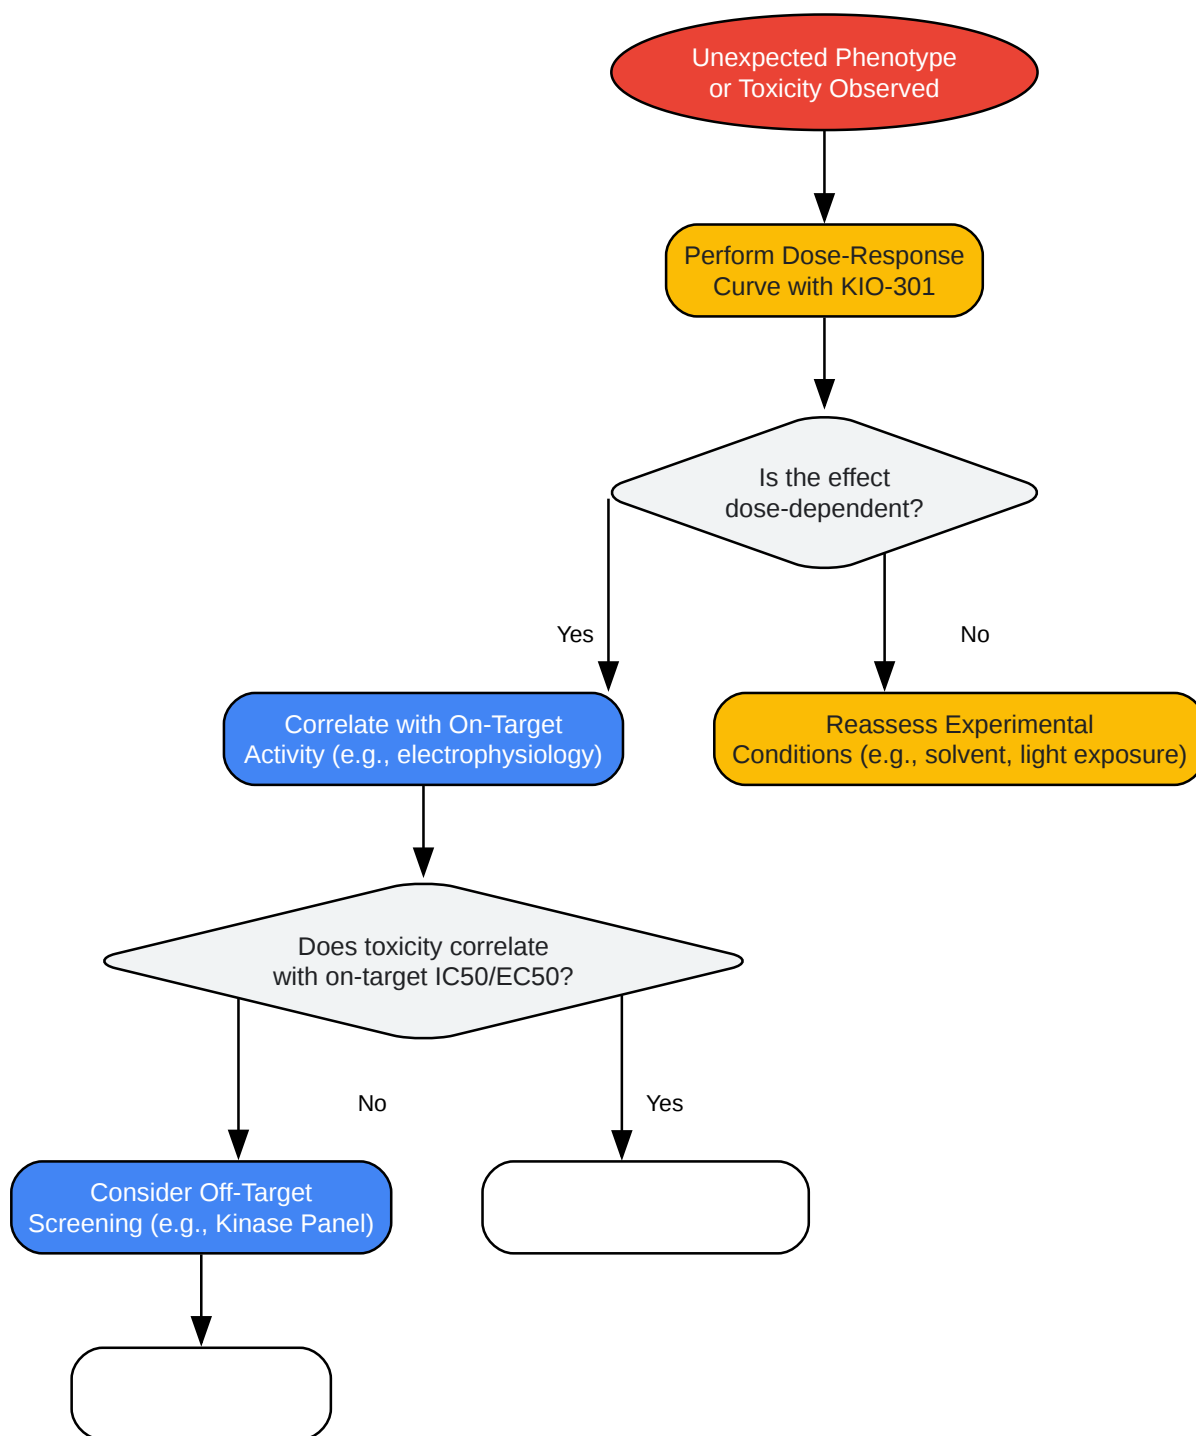 Unexpected Phenotype
or Toxicity Observed
Perform Dose-Response
Curve with KIO-301
Is the effect
dose-dependent?
Yes
No
Correlate with On-Target
Activity (e.g., electrophysiology)
Reassess Experimental
Conditions (e.g., solvent, light exposure)
Does toxicity correlate
with on-target IC50/EC50?
No
Yes
Consider Off-Target
Screening (e.g., Kinase Panel)